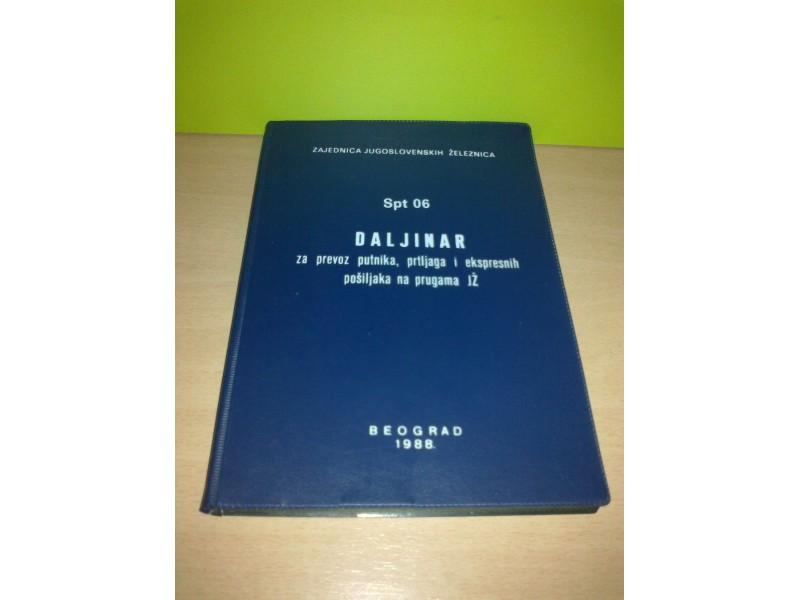 ZAJEDNICA JUGOSLOVENSKIH ŽELEZNICA
Spt 06
DALJINAR
za prevoz putnika, prtljaga i ekspresnih
pošiljaka na prugama JŽ
BEOGRAD
1988.